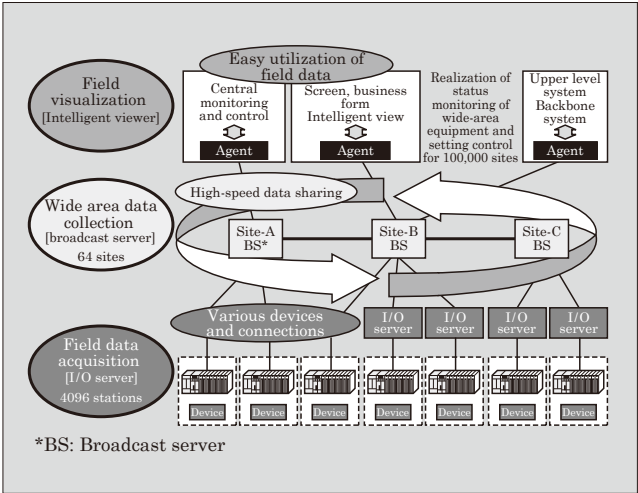 Easy utilization of
field data
Field
visualization
[Intelligent viewer]
Central
monitoring
and control
Agent
Screen, business
form
Intelligent view
Agent
Realization of
status
monitoring of
wide-area
equipment and
setting control
for 100,000 sites
Upper level
system
Backbone
system
Agent
Wide area data
collection
[broadcast server]
64 sites
High-speed data sharing
Site-A
BS*
Site-B
BS
Site-C
BS
Field data
acquisition
[I/O server]
4096 stations
Various devices
and connections
I/O
server
I/O
server
I/O
server
I/O
server
Device
Device
Device
Device
Device
Device
Device
*BS: Broadcast server